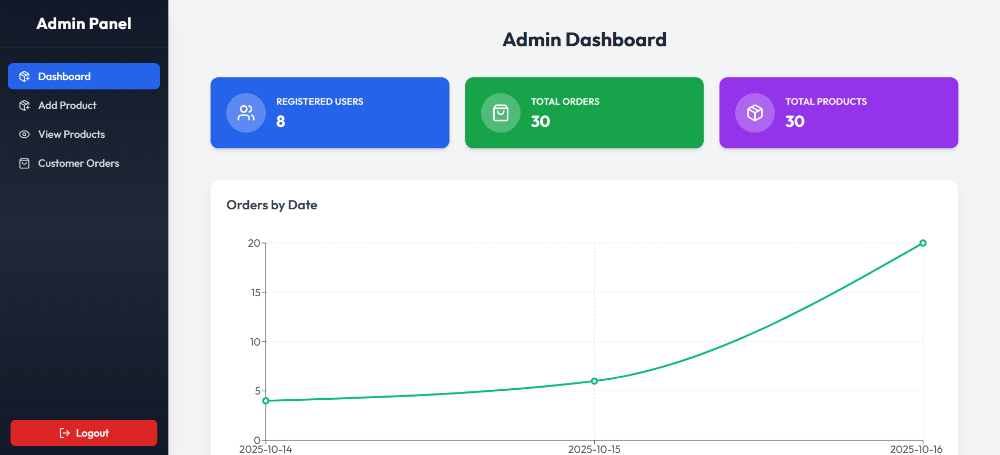 Admin Panel
Dashboard
Add Product
View Products
Customer Orders
Logout
Admin Dashboard
REGISTERED USERS
8
TOTAL ORDERS
30
TOTAL PRODUCTS
30
Orders by Date
20
15
10
5
0
2025-10-14
2025-10-15
2025-10-16